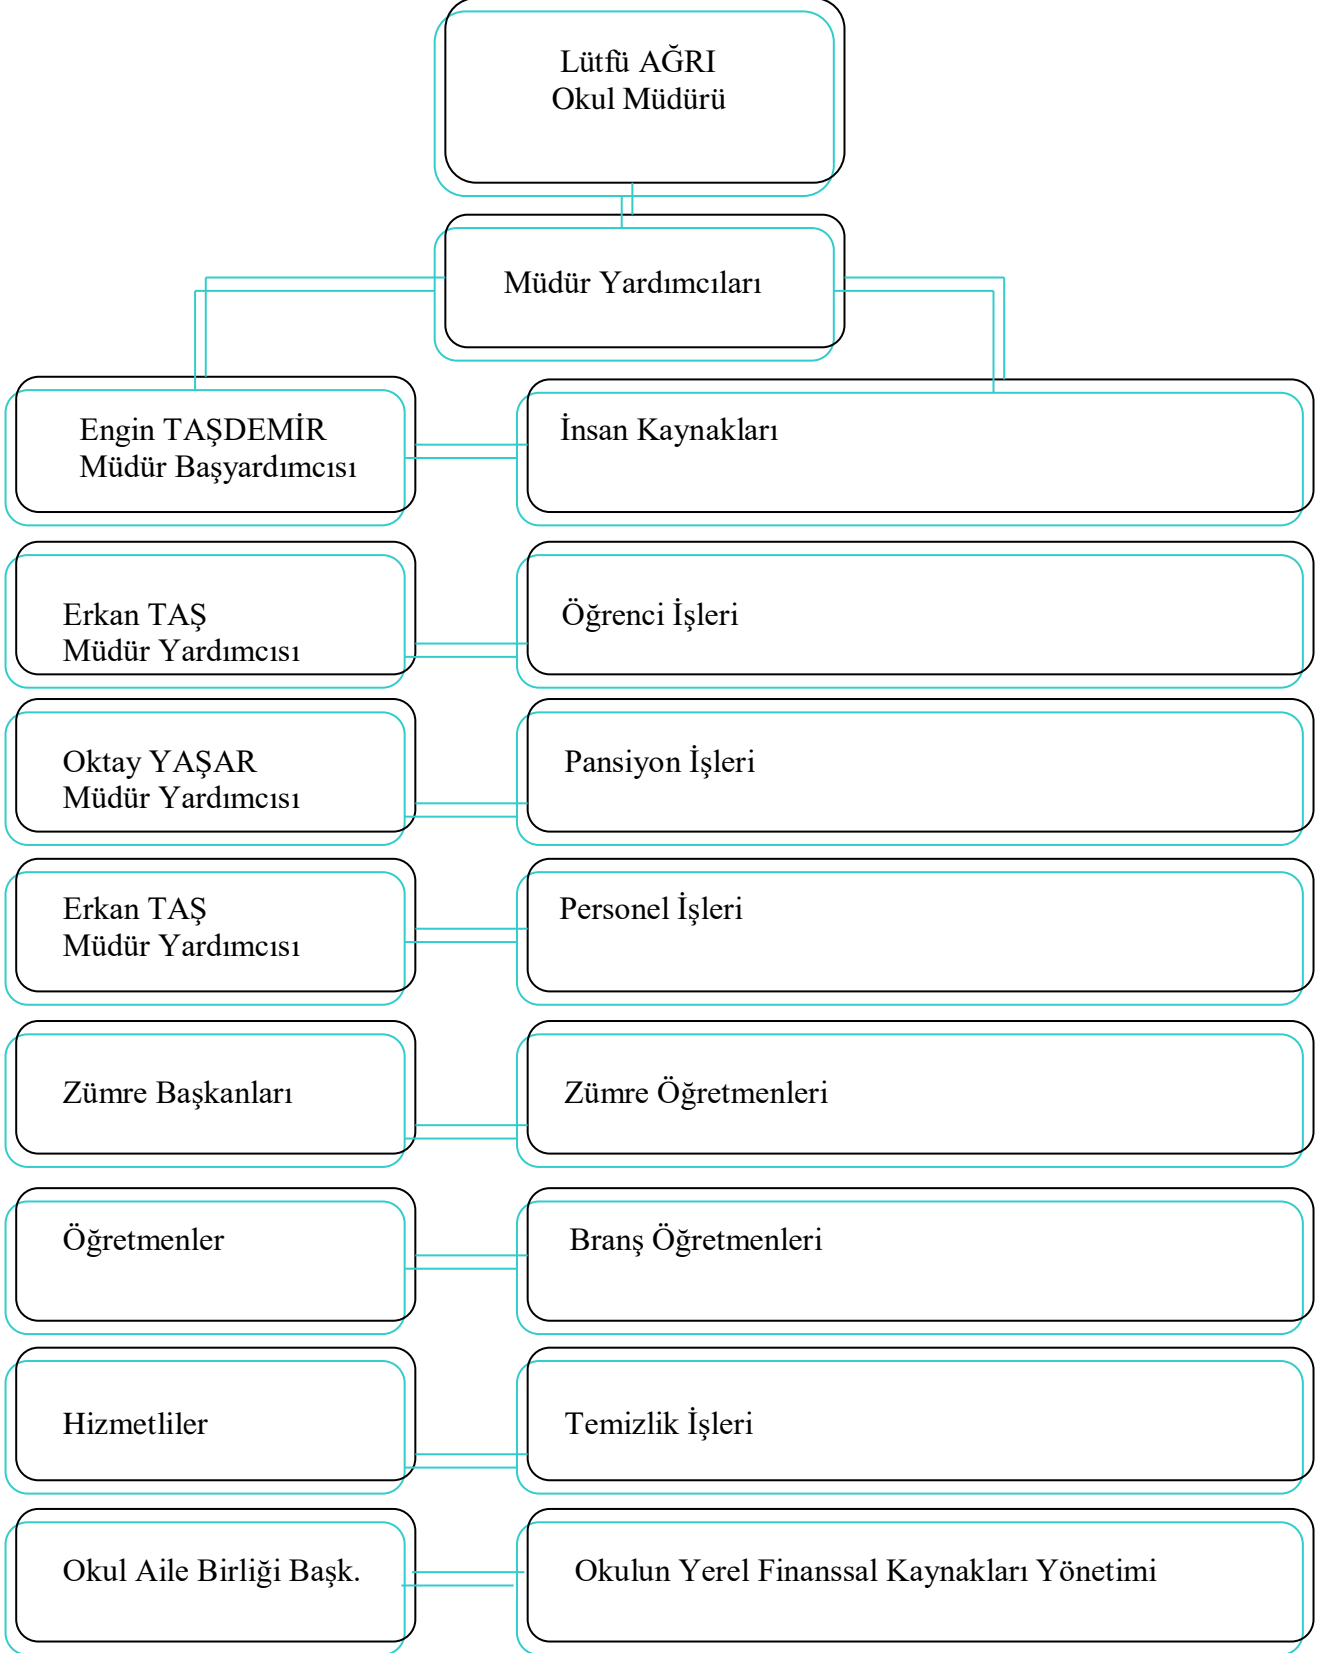 Lütfü AĞRI
Okul Müdürü
Müdür Yardımcıları
Engin TAŞDEMİR
Müdür Başyardımcısı
İnsan Kaynakları
Erkan TAŞ
Müdür Yardımcısı
Öğrenci İşleri
Oktay YAŞAR
Müdür Yardımcısı
Pansiyon İşleri
Erkan TAŞ
Müdür Yardımcısı
Personel İşleri
Zümre Başkanları
Zümre Öğretmenleri
Öğretmenler
Branş Öğretmenleri
Hizmetliler
Temizlik İşleri
Okul Aile Birliği Başk.
Okulun Yerel Finanssal Kaynakları Yönetimi